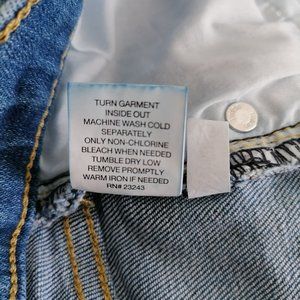 TURN GARMENT
INSIDE OUT
MACHINE WASH COLD
SEPARATELY
ONLY NON-CHLORINE
BLEACH WHEN NEEDED
TUMBLE DRY LOW
REMOVE PROMPTLY
WARM IRON IF NEEDED
RN# 23243